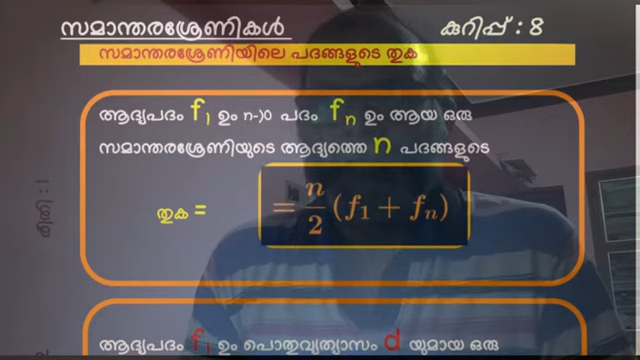 സമാന്തരശ്രേണികൾ കുറിപ്പ് : 8
സമാന്തരശ്രേണിയിലെ പദങ്ങളുടെ തുക
ആദ്യപദം f₁ ഉം n-)o പദം fₙ ഉം ആയ ഒരു
സമാന്തരശ്രേണിയുടെ ആദ്യത്തെ n പദങ്ങളുടെ
തുക = = n/2 (f₁ + fₙ)
രീതി : 1
ആദ്യപദം f₁ ഉം പൊതുവ്യത്യാസം d യുമായ ഒരു